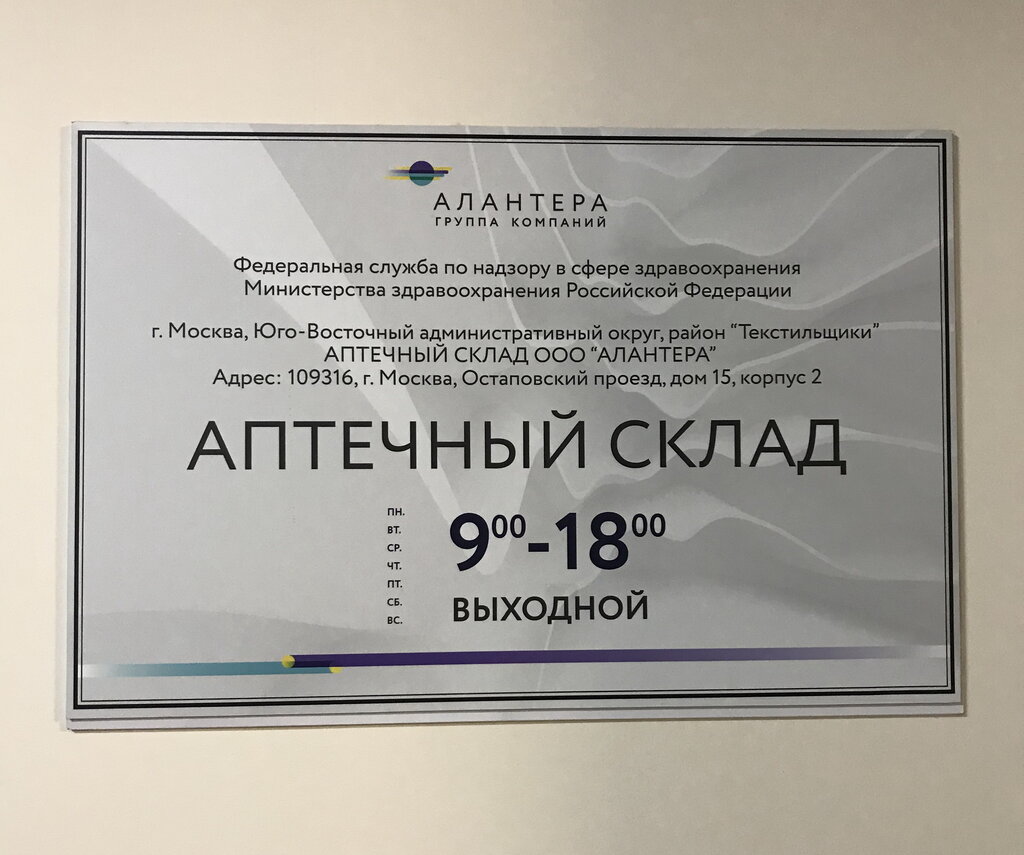 АЛАНТЕРА
ГРУППА КОМПАНИЙ
Федеральная служба по надзору в сфере здравоохранения
Министерства здравоохранения Российской Федерации
г. Москва, Юго-Восточный административный округ, район “Текстильщики”
АПТЕЧНЫЙ СКЛАД ООО “АЛАНТЕРА”
Адрес: 109316, г. Москва, Остаповский проезд, дом 15, корпус 2
АПТЕЧНЫЙ СКЛАД
ПН.
ВТ.
СР.
ЧТ.
ПТ.
9⁰⁰-18⁰⁰
СБ.
ВС.
ВЫХОДНОЙ